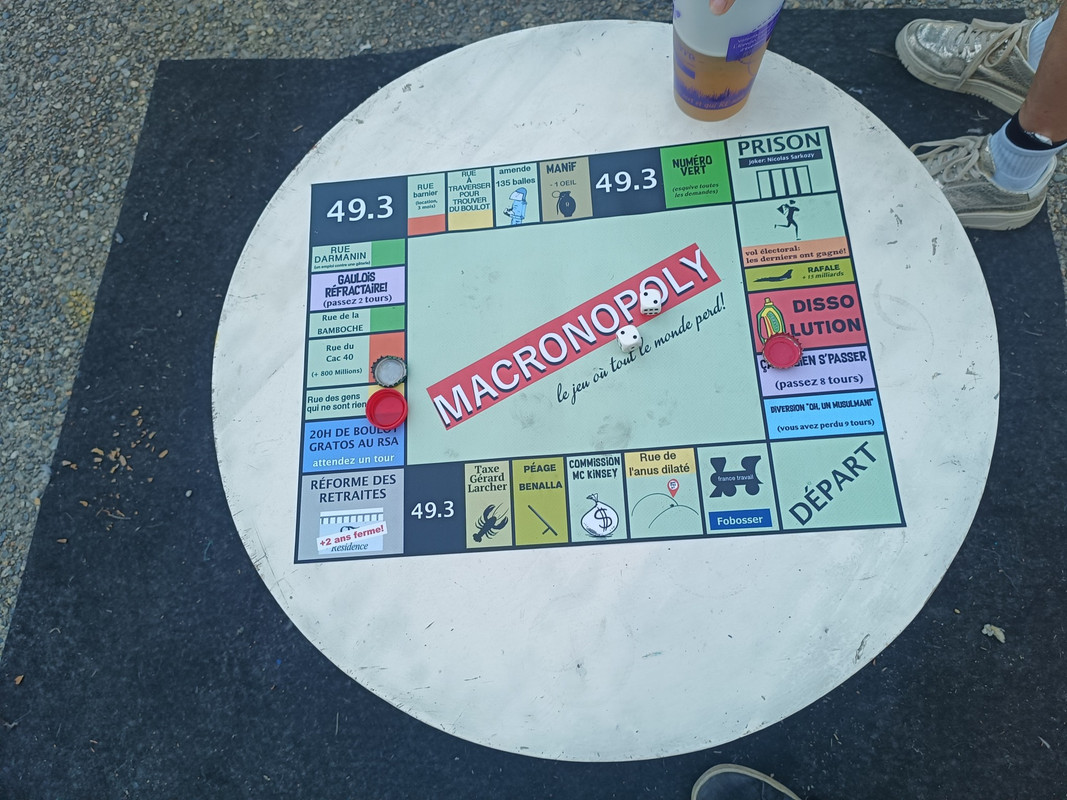 49.3
RUE
barnier
(location,
3 mois)
RUE
À
TRAVERSER
POUR
TROUVER
DU BOULOT
amende
135 balles
MANIF
- 1 OEIL
49.3
NUMÉRO
VERT
(esquive toutes
les demandes)
PRISON
joker: Nicolas Sarkozy
RUE
DARMANIN
GAULOIS
RÉFRACTAIRE!
(passez 2 tours)
Rue de la
BAMBOCHE
Rue du
Cac 40
(+ 800 Millions)
Rue des gens
qui ne sont rien
20H DE BOULOT
GRATOS AU RSA
attendez un tour
RÉFORME DES
RETRAITES
+2 ans ferme!
Résidence
MACRONOPOLY
le jeu où tout le monde perd!
vol électoral:
les derniers ont gagné!
RAFALE
+ 15 milliards
DISSO
LUTION
S'PASSER
(passez 8 tours)
DIVERSION "OH, UN MUSULMAN!"
(vous avez perdu 9 tours)
49.3
Taxe
Gérard
Larcher
PÉAGE
BENALLA
COMMISSION
MC KINSEY
$
Rue de
l'anus dilaté
france travail
Fobosser
DÉPART